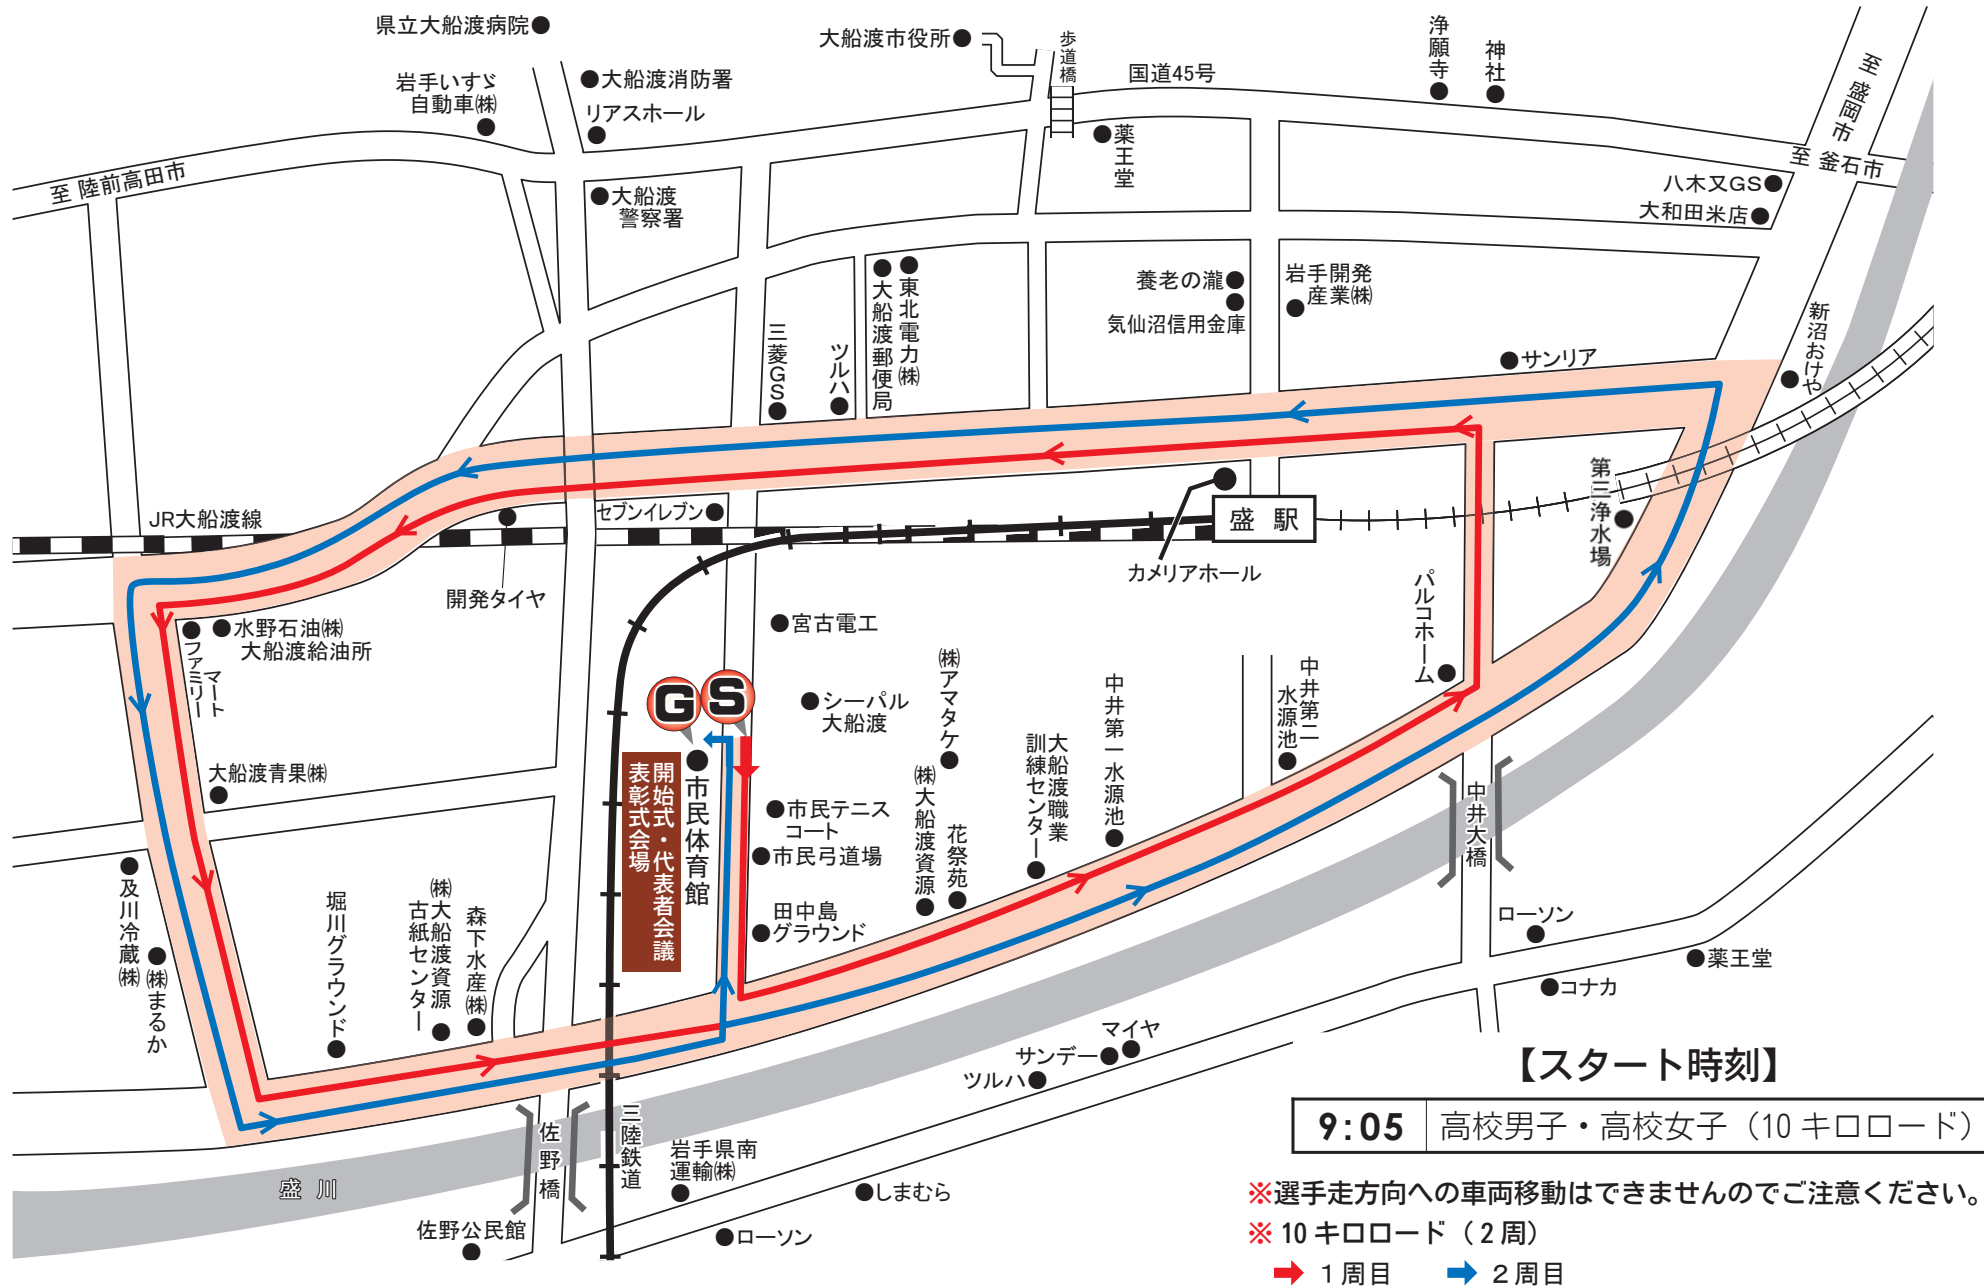 県立大船渡病院
大船渡市役所
歩道橋
国道45号
浄願寺
神社
至 盛岡市
岩手いすゞ
自動車㈱
大船渡消防署
リアスホール
薬王堂
至 釜石市
至 陸前高田市
大船渡
警察署
八木又GS
大和田米店
三菱GS
ツルハ
大船渡郵便局
東北電力㈱
養老の瀧
気仙沼信用金庫
岩手開発
産業㈱
サンリア
新沼おけや
JR大船渡線
セブンイレブン
開発タイヤ
盛 駅
カメリアホール
第三浄水場
パルコホーム
水野石油㈱
大船渡給油所
ファミリー
マート
宮古電工
G
S
シーパル
大船渡
㈱アマタケ
中井第一水源池
中井第二
水源池
大船渡青果㈱
開始式・代表者会議
表彰式会場
市民体育館
市民テニス
コート
市民弓道場
田中島
グラウンド
㈱大船渡資源
花祭苑
大船渡職業
訓練センター
中井大橋
及川冷蔵㈱
㈱まるか
堀川グラウンド
㈱大船渡資源
古紙センター
森下水産㈱
ローソン
コナカ
薬王堂
マイヤ
サンデー
ツルハ
佐野橋
三陸鉄道
岩手県南
運輸㈱
しまむら
ローソン
盛 川
佐野公民館
【スタート時刻】
9:05 高校男子・高校女子（10キロロード）
※選手走方向への車両移動はできませんのでご注意ください。
※10キロロード（2周）
1周目 2周目